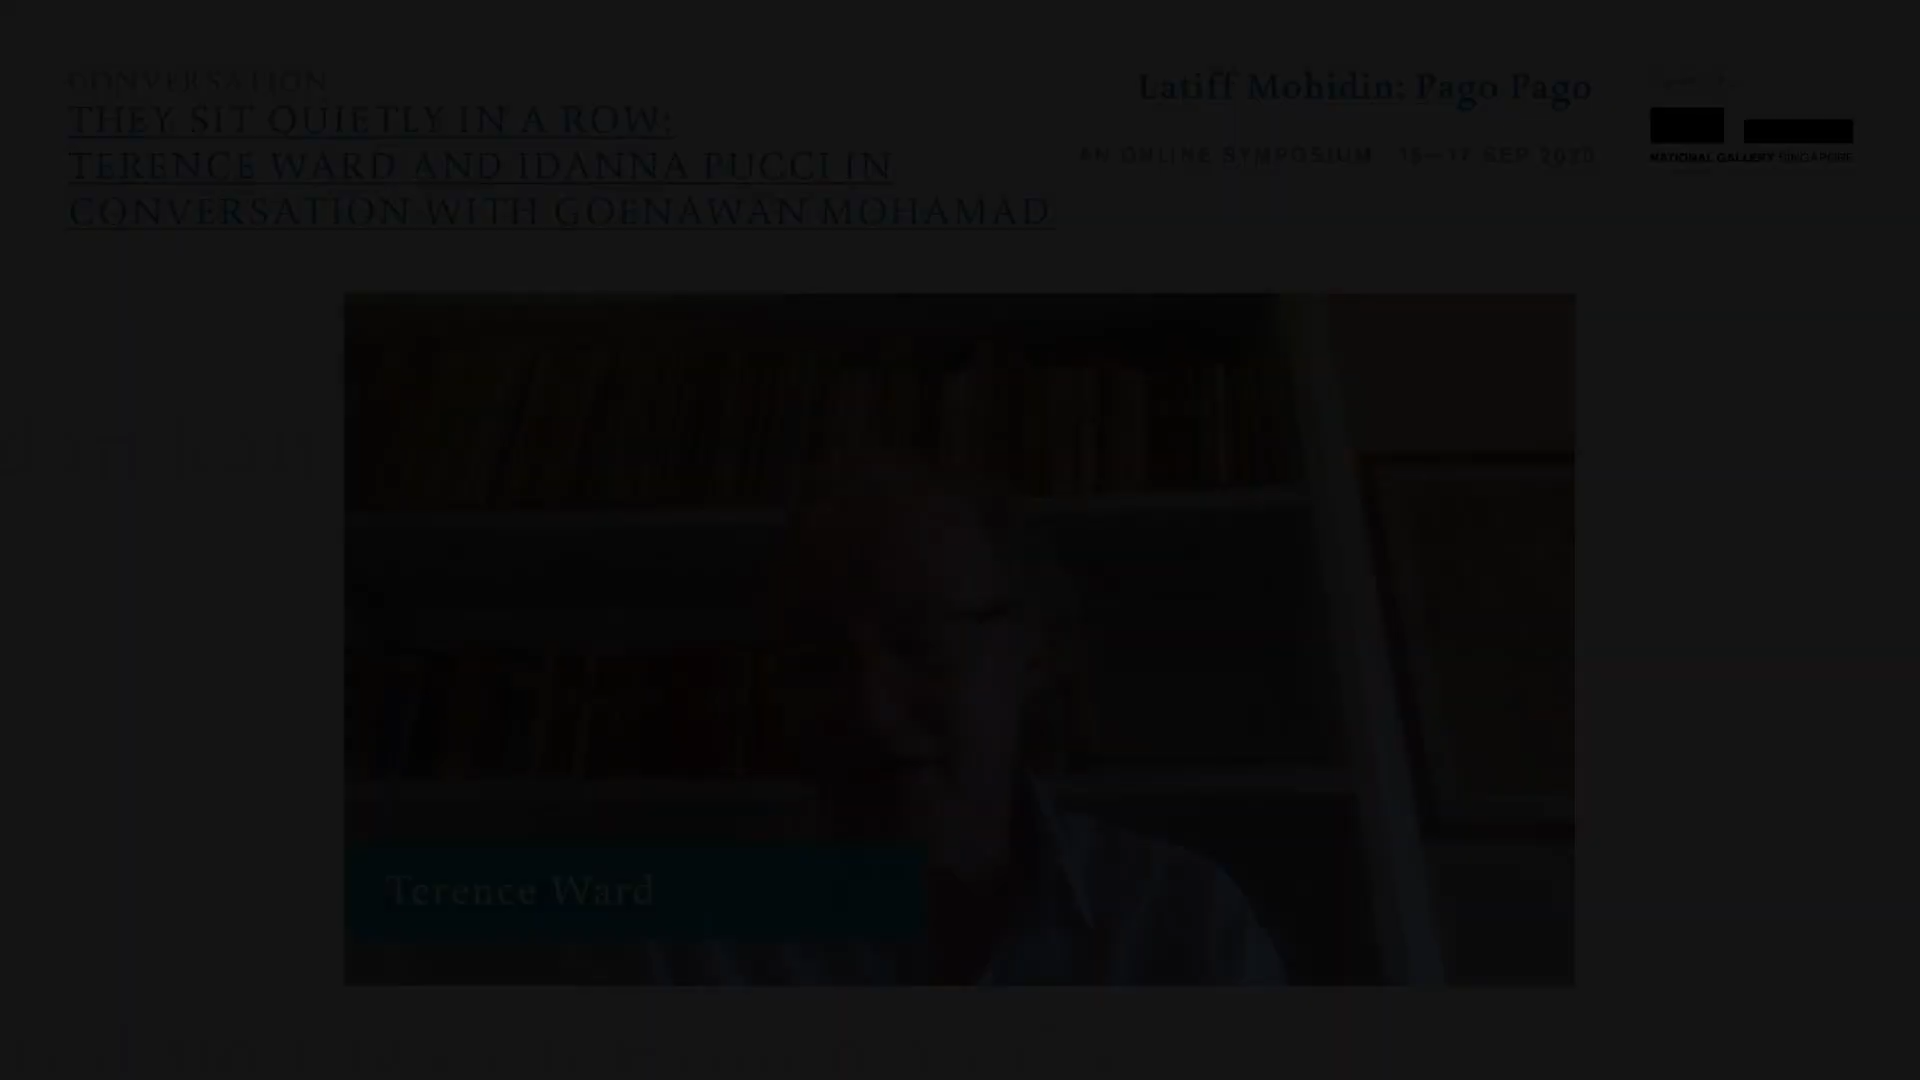 CONVERSATION
THEY SIT QUIETLY IN A ROW:
TERENCE WARD AND IDANNA PUCCI IN
CONVERSATION WITH GOENAWAN MOHAMAD
Latiff Mohidin: Pago Pago
AN ONLINE SYMPOSIUM 15—17 SEP 2020
NATIONAL GALLERY SINGAPORE
Terence Ward